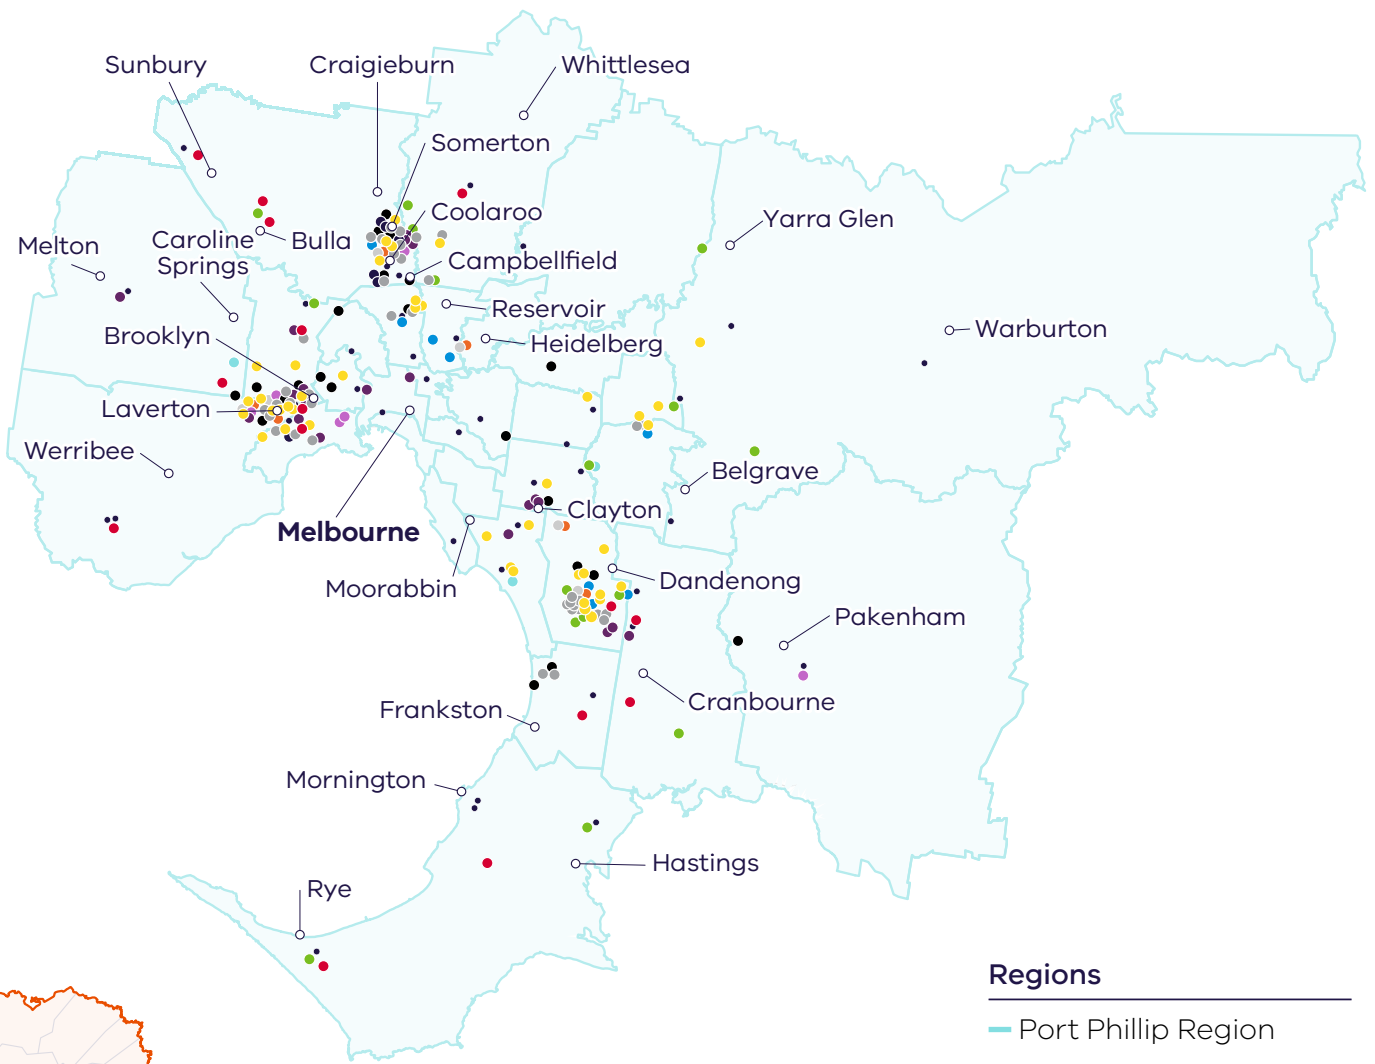 Sunbury
Craigieburn
Whittlesea
Somerton
Coolaroo
Yarra Glen
Melton
Caroline
Springs
Bulla
Campbellfield
Reservoir
Warburton
Brooklyn
Heidelberg
Laverton
Werribee
Belgrave
Clayton
Melbourne
Moorabbin
Dandenong
Pakenham
Cranbourne
Frankston
Mornington
Hastings
Rye
Regions
Port Phillip Region